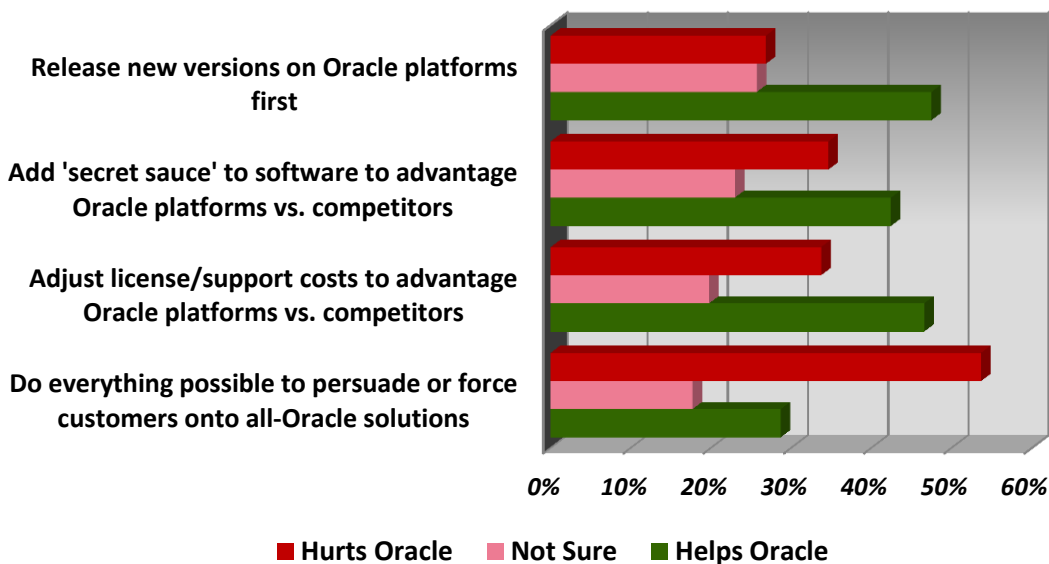 Release new versions on Oracle platforms
first
Add 'secret sauce' to software to advantage
Oracle platforms vs. competitors
Adjust license/support costs to advantage
Oracle platforms vs. competitors
Do everything possible to persuade or force
customers onto all-Oracle solutions
0% 10% 20% 30% 40% 50% 60%
Hurts Oracle Not Sure Helps Oracle